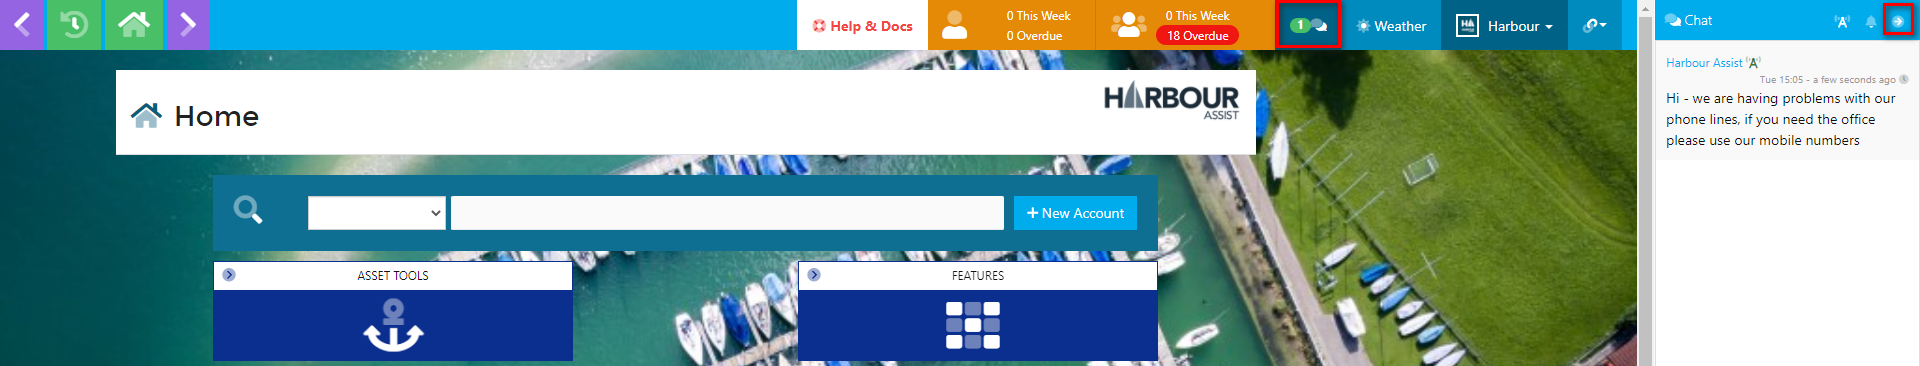 Help & Docs
0 This Week
0 Overdue
0 This Week
18 Overdue
1
Weather
HA
Harbour
Chat
A
Home
HARBOUR
ASSIST
New Account
ASSET TOOLS
FEATURES
Harbour Assist
A
Tue 15:05 - a few seconds ago
Hi - we are having problems with our
phone lines, if you need the office
please use our mobile numbers